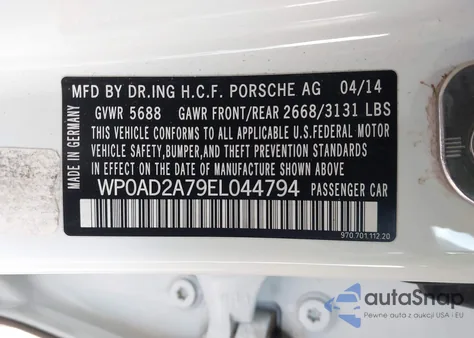 MFD BY DR.ING H.C.F. PORSCHE AG 04/14
GVWR 5688 GAWR FRONT/REAR 2668/3131 LBS
THIS VEHICLE CONFORMS TO ALL APPLICABLE U.S.FEDERAL MOTOR
VEHICLE SAFETY,BUMPER,AND THEFT PREVENTION STANDARDS
IN EFFECT ON THE DATE OF MANUFACTURE SHOWN ABOVE
WP0AD2A79EL044794 PASSENGER CAR
MADE IN GERMANY
970.701.112.20
autoSnap
Pewne auta z aukcji USA i EU